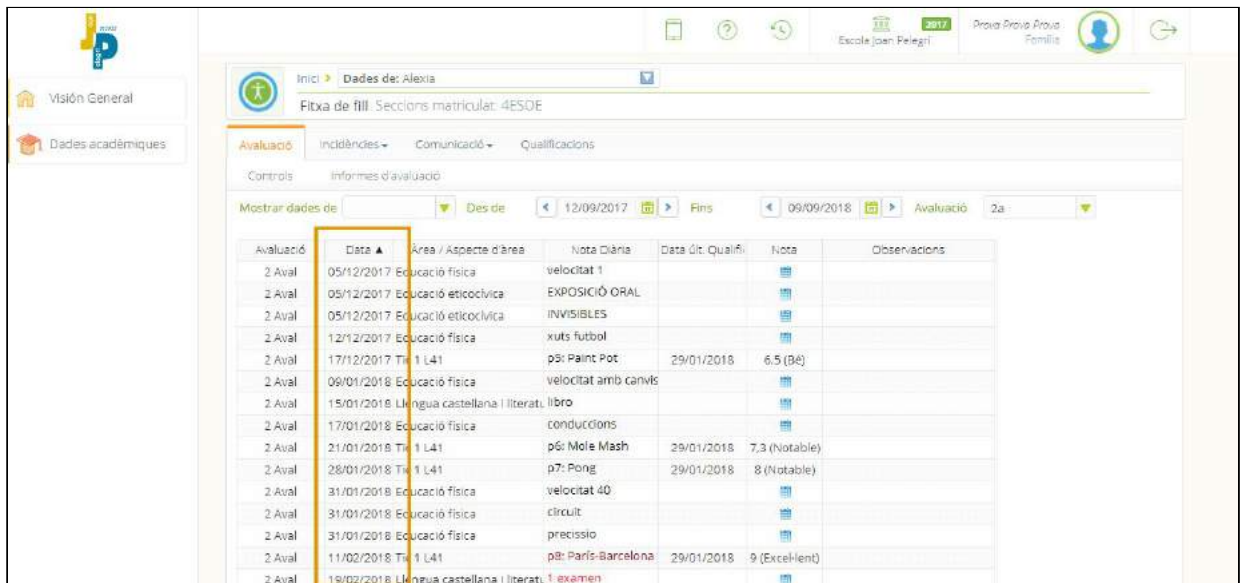 joan
pelegrí
2917
Escola Joan Pelegrí
Prova Prova Prova
Família
Inici > Dades de: Alexia
Fitxa de fill Seccions matriculat: 4ESOE
Visión General
Dades acadèmiques
Avaluació Incidències Comunicació Qualificacions
Controls Informes d'avaluació
Mostrar dades de Des de 12/09/2017 Fins 09/09/2018 Avaluació 2a
Avaluació Data ▲ Àrea / Aspecte d'àrea Nota Diària Data últ. Qualifi Nota Observacions
2 Aval 05/12/2017 Educació física velocitat 1
2 Aval 05/12/2017 Educació eticocívica EXPOSICIÓ ORAL
2 Aval 05/12/2017 Educació eticocívica INVISIBLES
2 Aval 12/12/2017 Educació física xuts futbol
2 Aval 17/12/2017 Tic 1 L41 p5: Paint Pot 29/01/2018 6.5 (Bé)
2 Aval 09/01/2018 Educació física velocitat amb canvis
2 Aval 15/01/2018 Llengua castellana i literatu libro
2 Aval 17/01/2018 Educació física conduccions
2 Aval 21/01/2018 Tic 1 L41 p6: Mole Mash 29/01/2018 7,3 (Notable)
2 Aval 28/01/2018 Tic 1 L41 p7: Pong 29/01/2018 8 (Notable)
2 Aval 31/01/2018 Educació física velocitat 40
2 Aval 31/01/2018 Educació física circuit
2 Aval 31/01/2018 Educació física precissio
2 Aval 11/02/2018 Tic 1 L41 p8: París-Barcelona 29/01/2018 9 (Excel·lent)
2 Aval 19/02/2018 Llengua castellana i literatu 1 examen